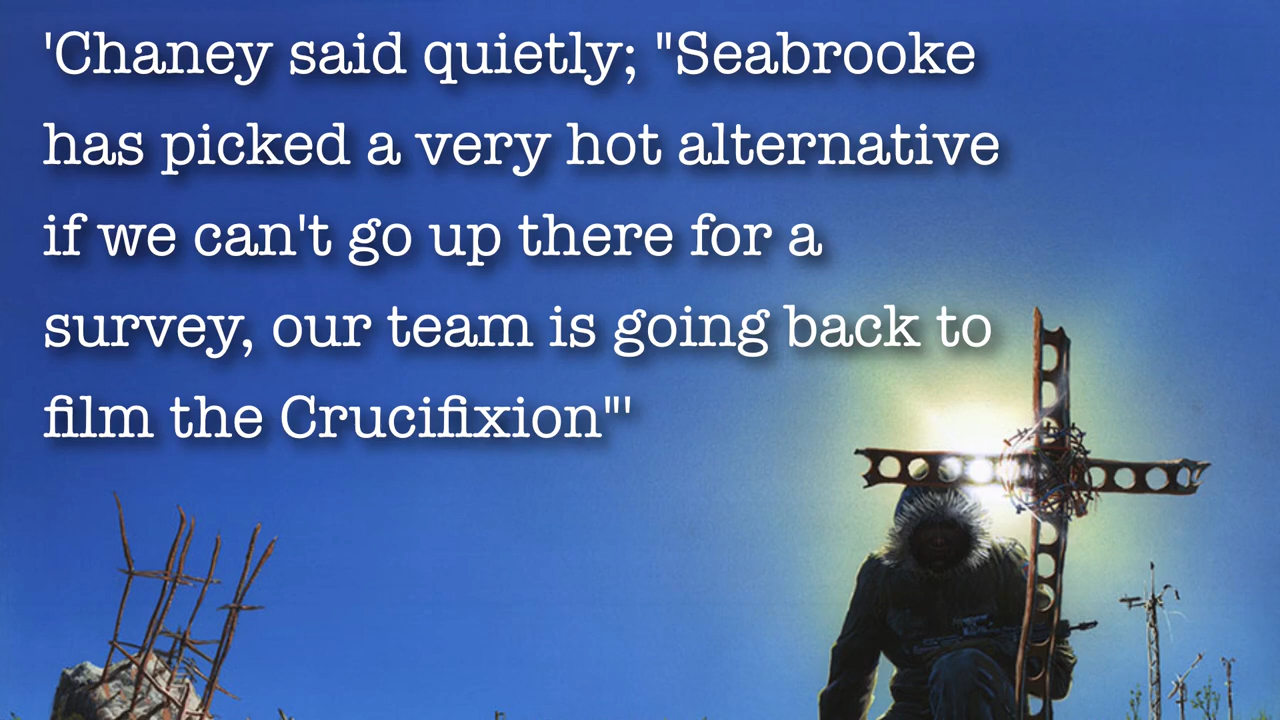 'Chaney said quietly; "Seabrooke
has picked a very hot alternative
if we can't go up there for a
survey, our team is going back to
film the Crucifixion"'